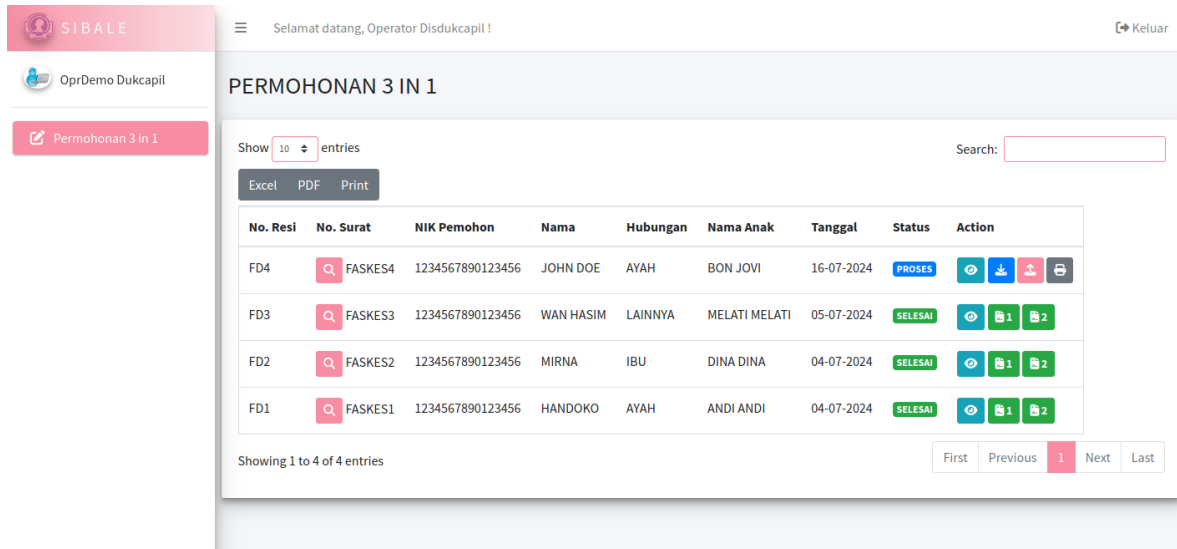 SIBALE
Selamat datang, Operator Disdukcapil !
Keluar
OprDemo Dukcapil
Permohonan 3 in 1
PERMOHONAN 3 IN 1
Show 10 entries
Search:
Excel PDF Print
No. Resi No. Surat NIK Pemohon Nama Hubungan Nama Anak Tanggal Status Action
FD4 FASKES4 1234567890123456 JOHN DOE AYAH BON JOVI 16-07-2024 PROSES
FD3 FASKES3 1234567890123456 WAN HASIM LAINNYA MELATI MELATI 05-07-2024 SELESAI 1 2
FD2 FASKES2 1234567890123456 MIRNA IBU DINA DINA 04-07-2024 SELESAI 1 2
FD1 FASKES1 1234567890123456 HANDOKO AYAH ANDI ANDI 04-07-2024 SELESAI 1 2
Showing 1 to 4 of 4 entries
First Previous 1 Next Last